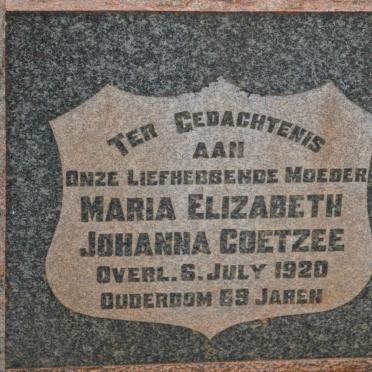 TER GEDACHTENIS
AAN
ONZE LIEFHEBBENDE MOEDER
MARIA ELIZABETH
JOHANNA COETZEE
OVERL. 6. JULY 1920
OUDERDOM 69 JAREN